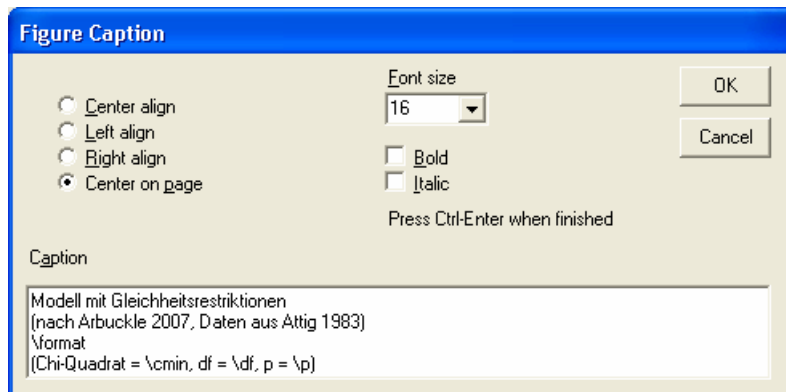 Figure Caption
Center align
Left align
Right align
Center on page
Font size
16
Bold
Italic
Press Ctrl-Enter when finished
OK
Cancel
Caption
Modell mit Gleichheitsrestriktionen
(nach Arbuckle 2007, Daten aus Attig 1983)
\format
(Chi-Quadrat = \cmin, df = \df, p = \p)